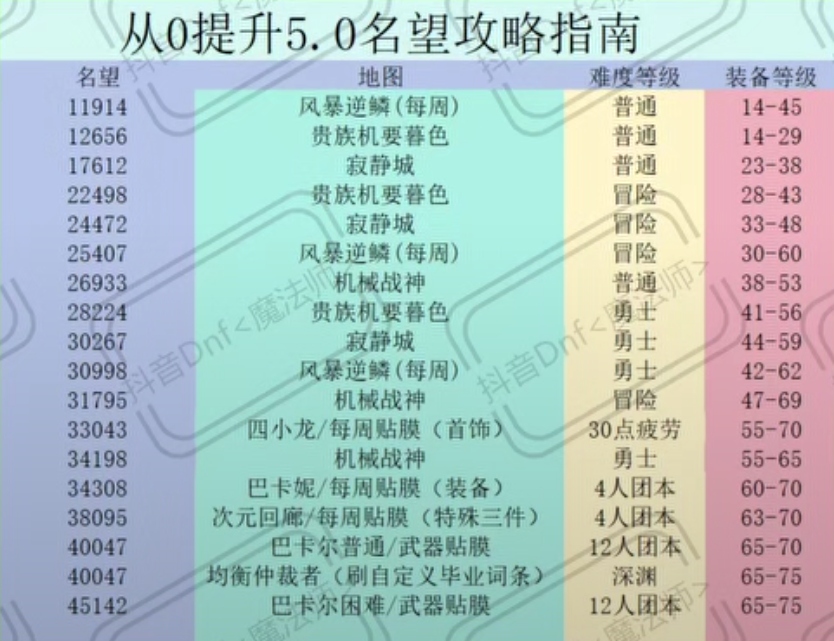 从0提升5.0名望攻略指南
名望 地图 难度等级 装备等级
11914 风暴逆鳞(每周) 普通 14-45
12656 贵族机要暮色 普通 14-29
17612 寂静城 普通 23-38
22498 贵族机要暮色 冒险 28-43
24472 寂静城 冒险 33-48
25407 风暴逆鳞(每周) 冒险 30-60
26933 机械战神 普通 38-53
28224 贵族机要暮色 勇士 41-56
30267 寂静城 勇士 44-59
30998 风暴逆鳞(每周) 勇士 42-62
31795 机械战神 冒险 47-69
33043 四小龙/每周贴膜（首饰） 30点疲劳 55-70
34198 机械战神 勇士 55-65
34308 巴卡妮/每周贴膜（装备） 4人团本 60-70
38095 次元回廊/每周贴膜（特殊三件） 4人团本 63-70
40047 巴卡尔普通/武器贴膜 12人团本 65-70
40047 均衡仲裁者（刷自定义毕业词条） 深渊 65-75
45142 巴卡尔困难/武器贴膜 12人团本 65-75
抖音Dnf<魔法师>
抖音Dnf<魔法师>